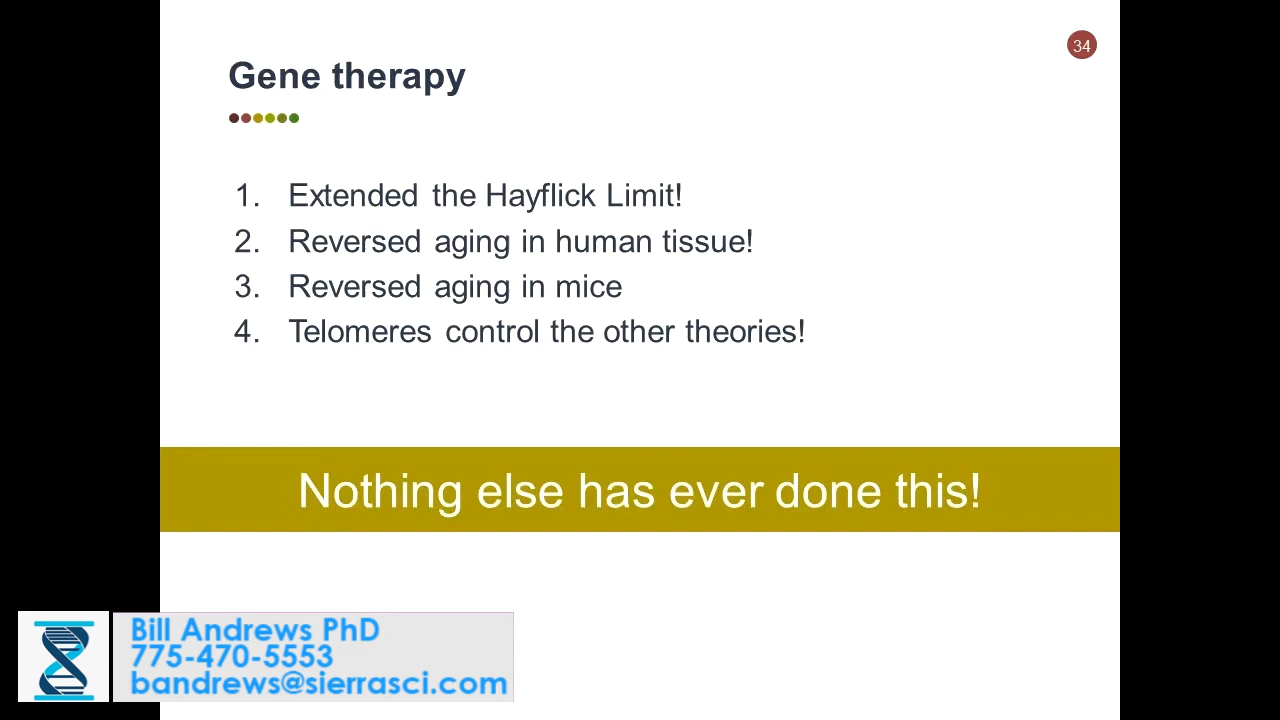 34
Gene therapy
1. Extended the Hayflick Limit!
2. Reversed aging in human tissue!
3. Reversed aging in mice
4. Telomeres control the other theories!
Nothing else has ever done this!
Bill Andrews PhD
775-470-5553
bandrews@sierrasci.com